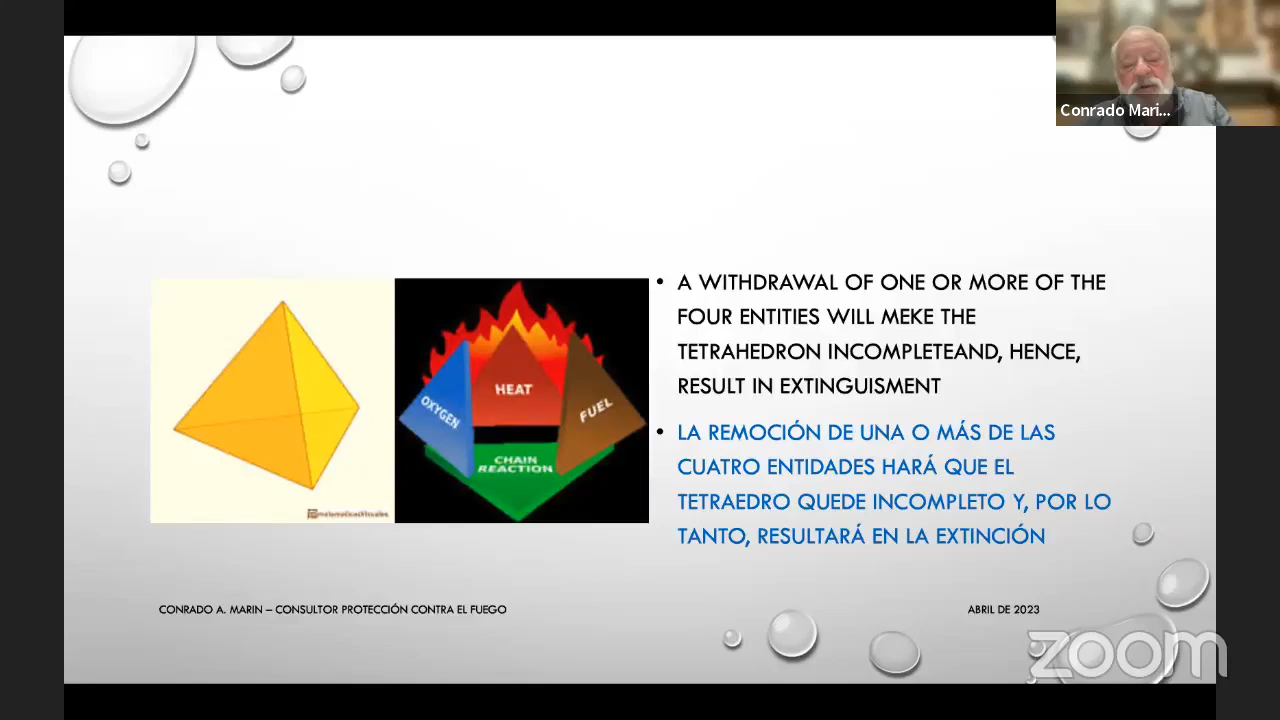 Conrado Mari...
OXYGEN
HEAT
FUEL
CHAIN
REACTION
• A WITHDRAWAL OF ONE OR MORE OF THE
FOUR ENTITIES WILL MEKE THE
TETRAHEDRON INCOMPLETEAND, HENCE,
RESULT IN EXTINGUISMENT
• LA REMOCIÓN DE UNA O MÁS DE LAS
CUATRO ENTIDADES HARÁ QUE EL
TETRAEDRO QUEDE INCOMPLETO Y, POR LO
TANTO, RESULTARÁ EN LA EXTINCIÓN
CONRADO A. MARIN – CONSULTOR PROTECCIÓN CONTRA EL FUEGO
ABRIL DE 2023
zoom